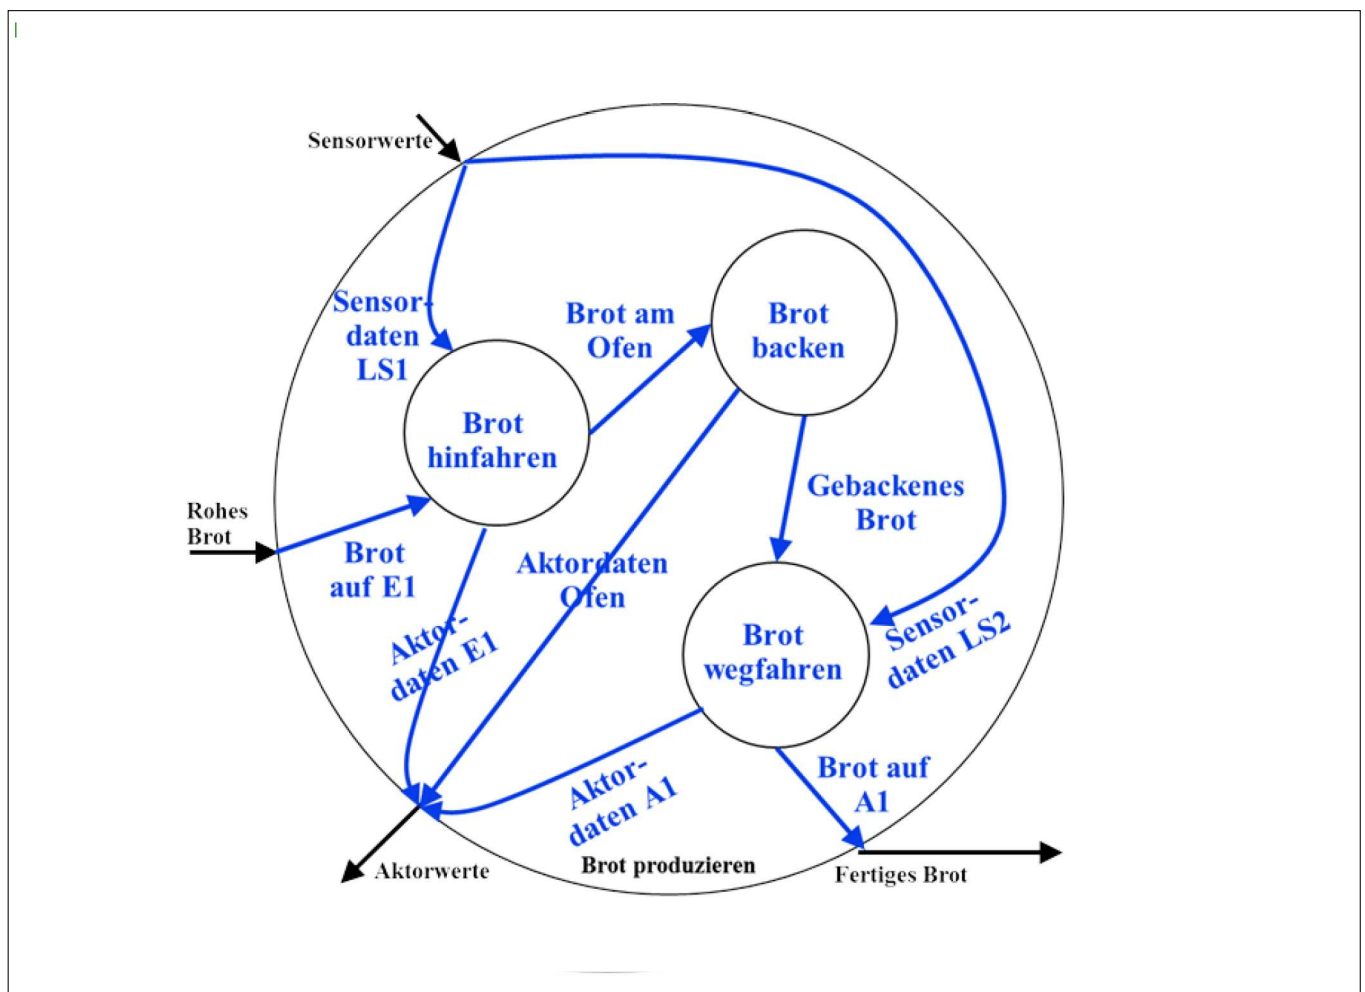 Sensorwerte
Sensor-
daten
LS1
Brot am
Ofen
Brot
backen
Brot
hinfahren
Gebackenes
Brot
Rohes
Brot
Brot
auf E1
Aktordaten
Ofen
Aktor-
daten E1
Brot
wegfahren
Sensor-
daten LS2
Aktor-
daten A1
Brot auf
A1
Brot produzieren
Aktorwerte
Fertiges Brot